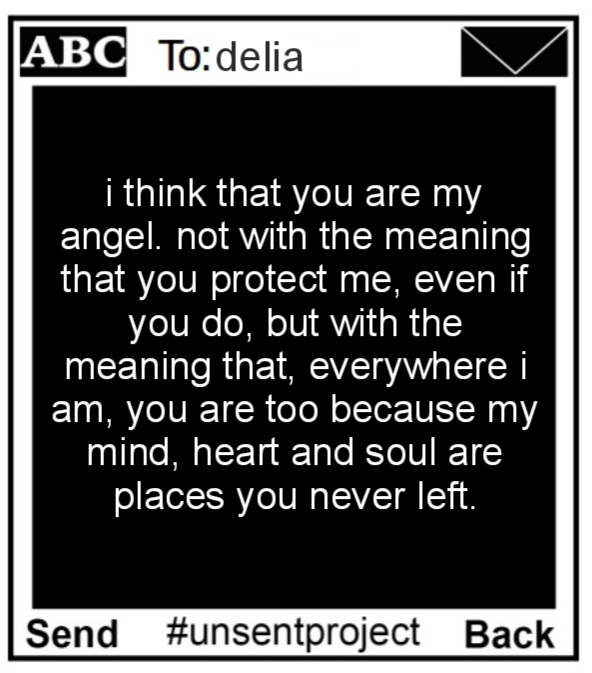 ABC To: delia
i think that you are my
angel. not with the meaning
that you protect me, even if
you do, but with the
meaning that, everywhere i
am, you are too because my
mind, heart and soul are
places you never left.
Send #unsentproject Back